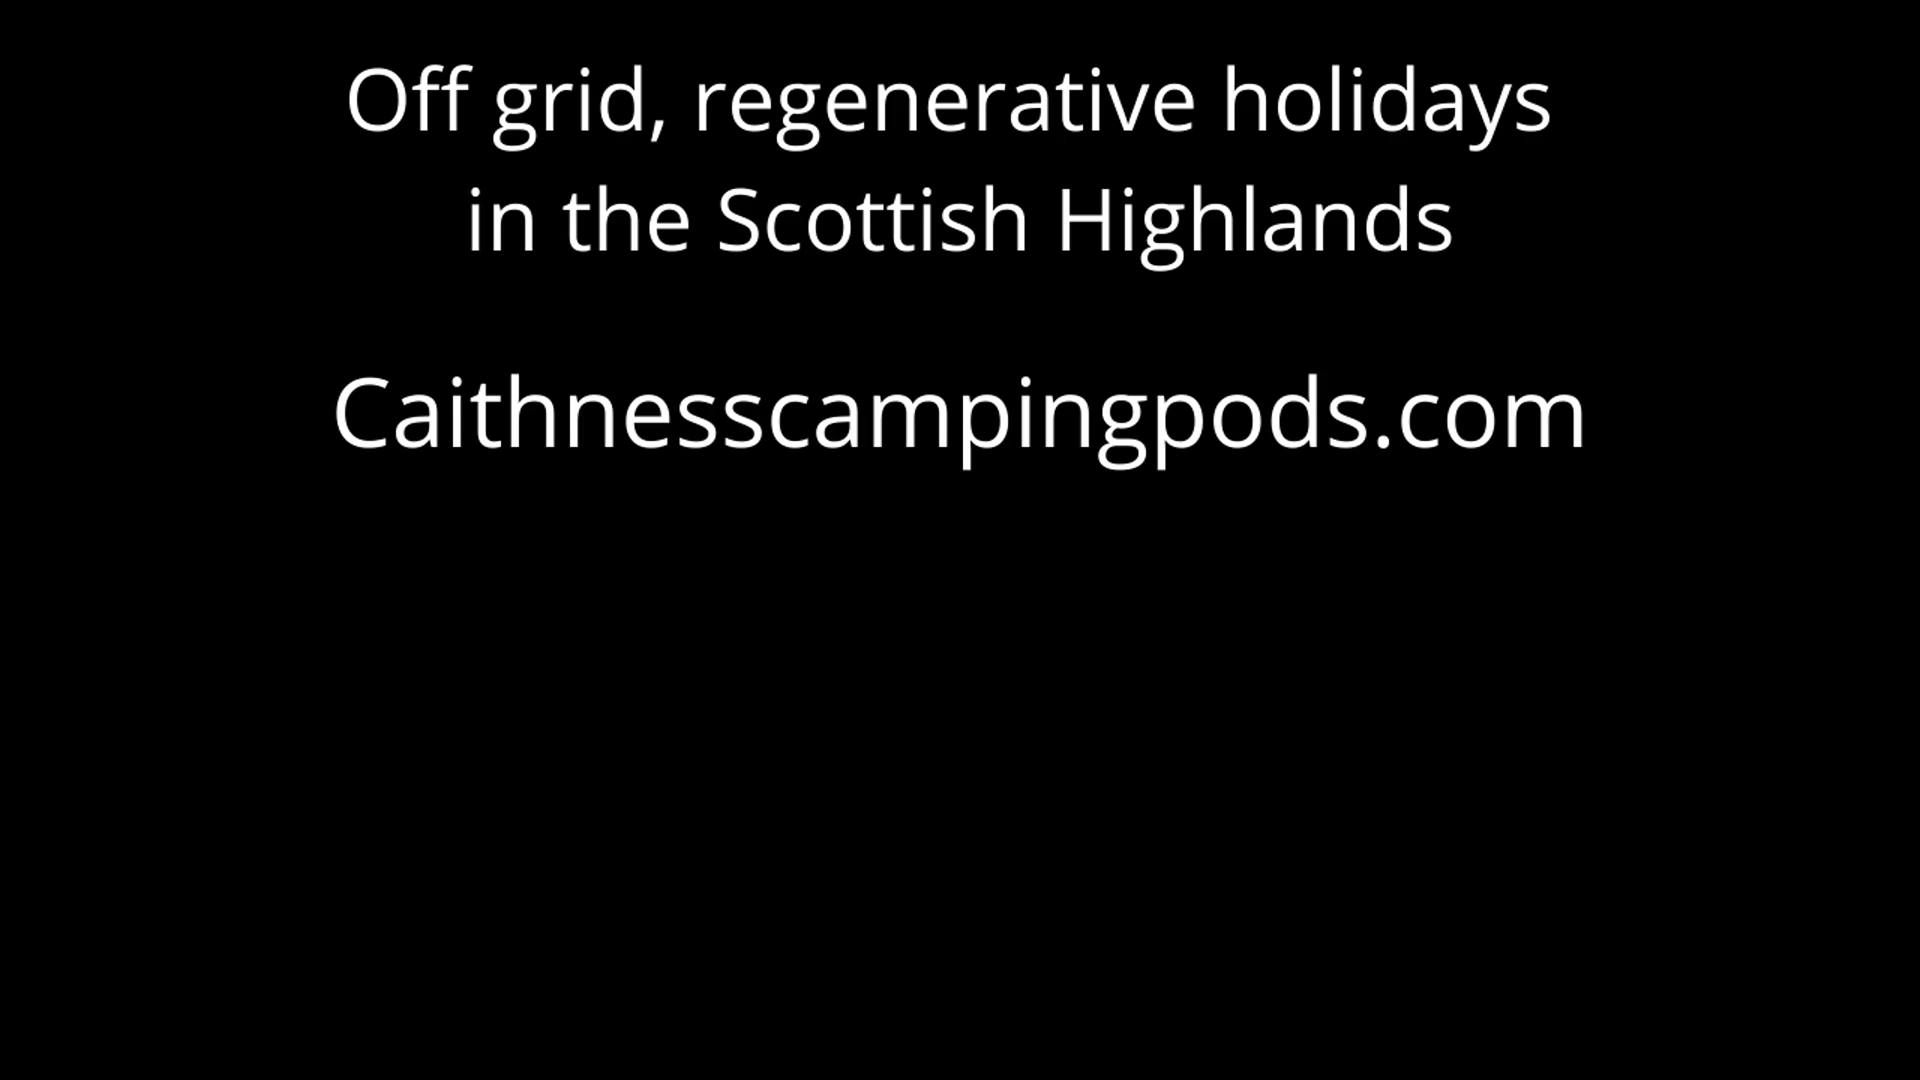 Off grid, regenerative holidays
in the Scottish Highlands
Caithnesscampingpods.com